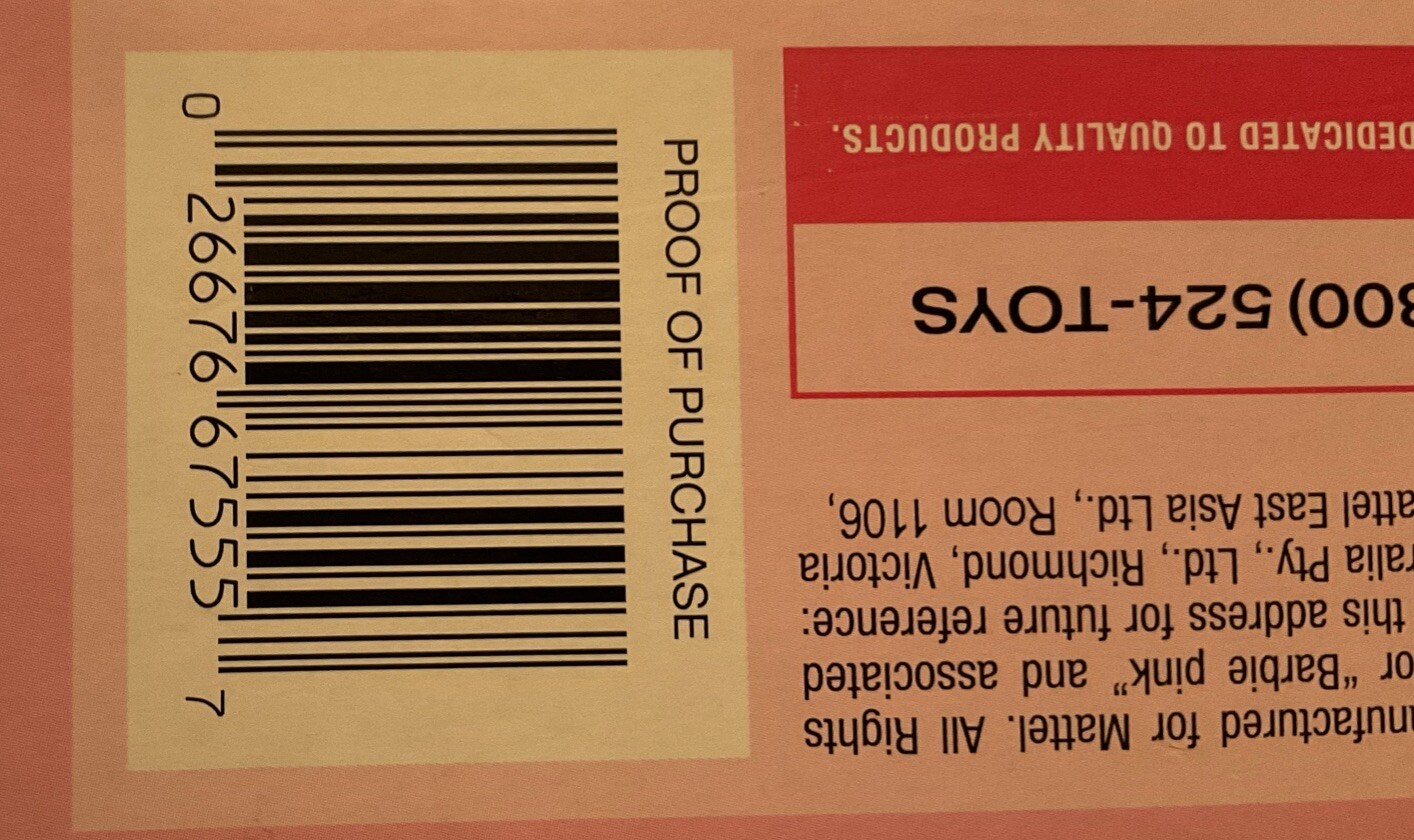 nufactured for Mattel. All Rights
or "Barbie pink" and associated
this address for future reference:
ralia Pty., Ltd., Richmond, Victoria
attel East Asia Ltd., Room 1106,
800) 524-TOYS
DEDICATED TO QUALITY PRODUCTS.
PROOF OF PURCHASE
0 26676 67555 7